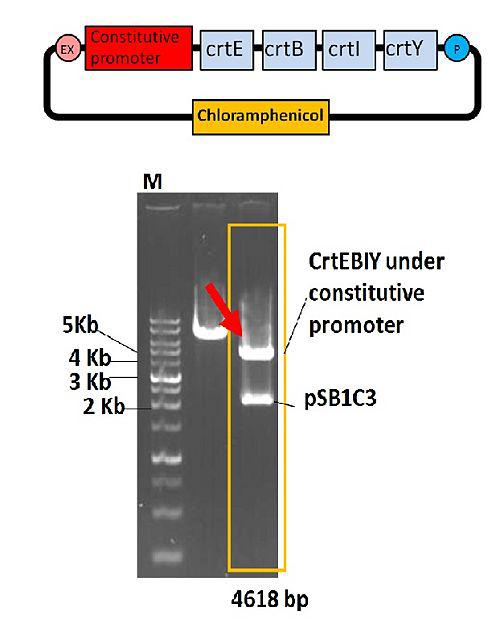 EX
Constitutive
promoter
crtE
crtB
crtI
crtY
P
Chloramphenicol
M
CrtEBIY under
constitutive
promoter
5Kb
4 Kb
3 Kb
2 Kb
pSB1C3
4618 bp